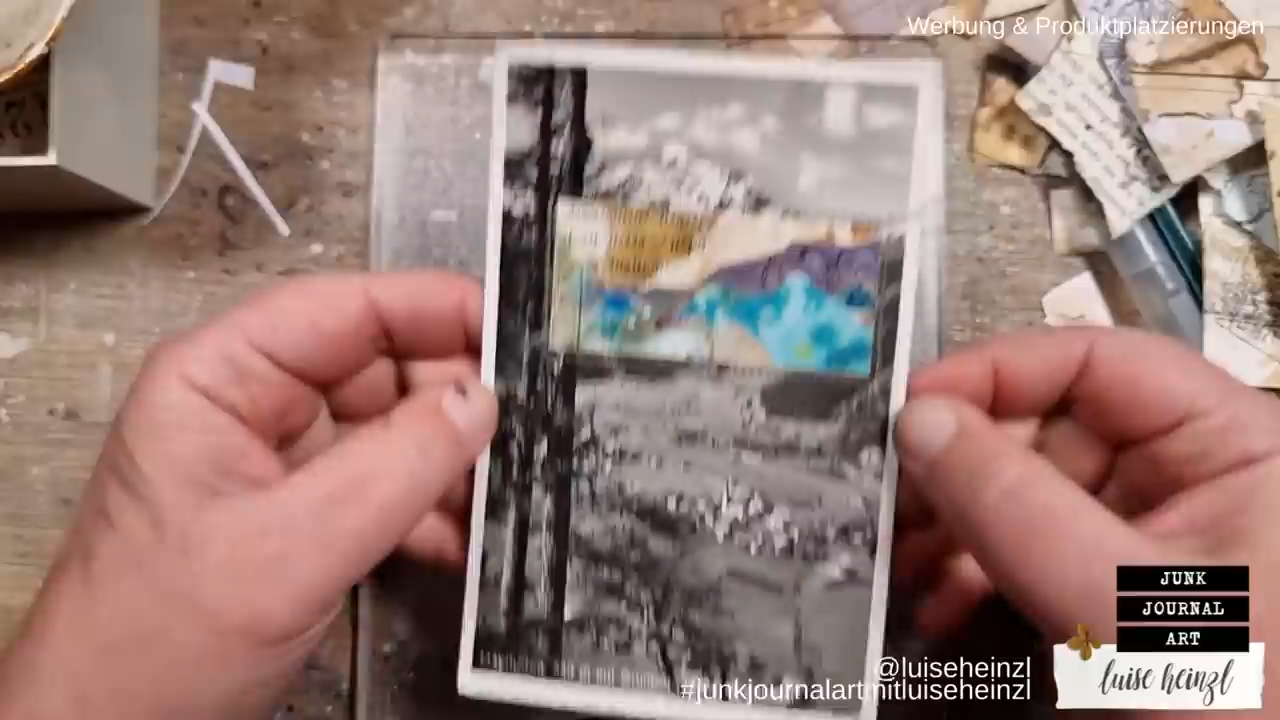 Werbung & Produktplatzierungen
@luiseheinzl
#junkjournalartmitluiseheinzl
JUNK
JOURNAL
ART
luise heinzl